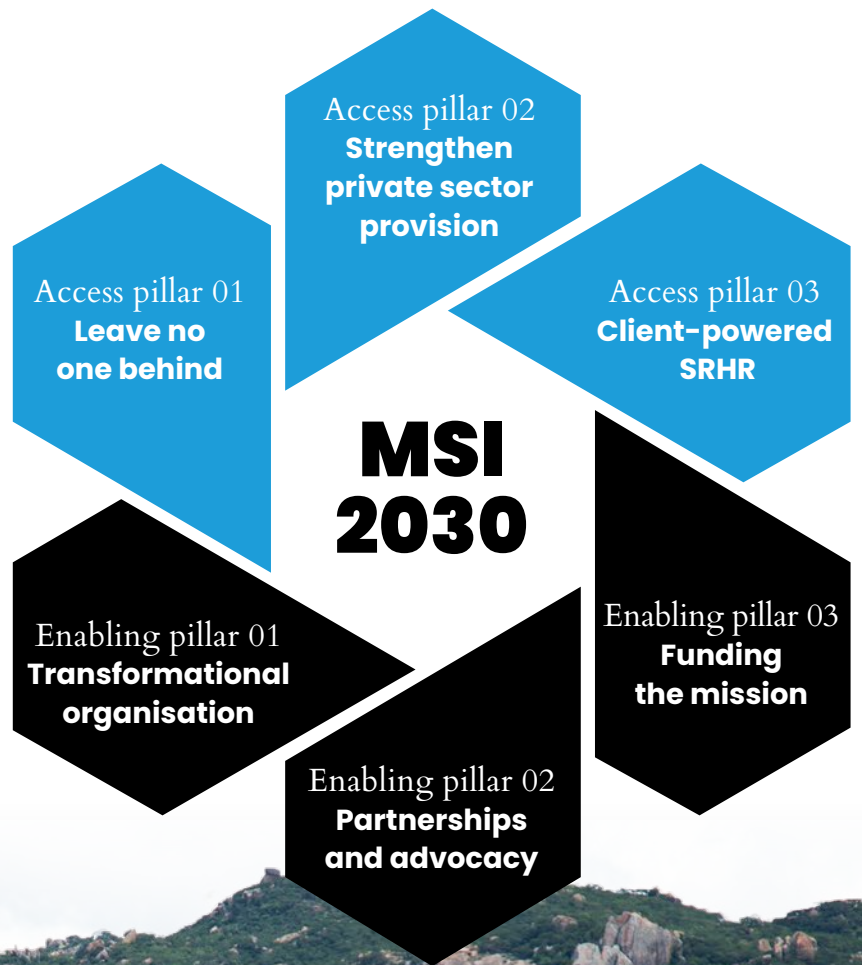 Access pillar 02
Strengthen
private sector
provision
Access pillar 01
Leave no
one behind
Access pillar 03
Client-powered
SRHR
MSI
2030
Enabling pillar 01
Transformational
organisation
Enabling pillar 03
Funding
the mission
Enabling pillar 02
Partnerships
and advocacy